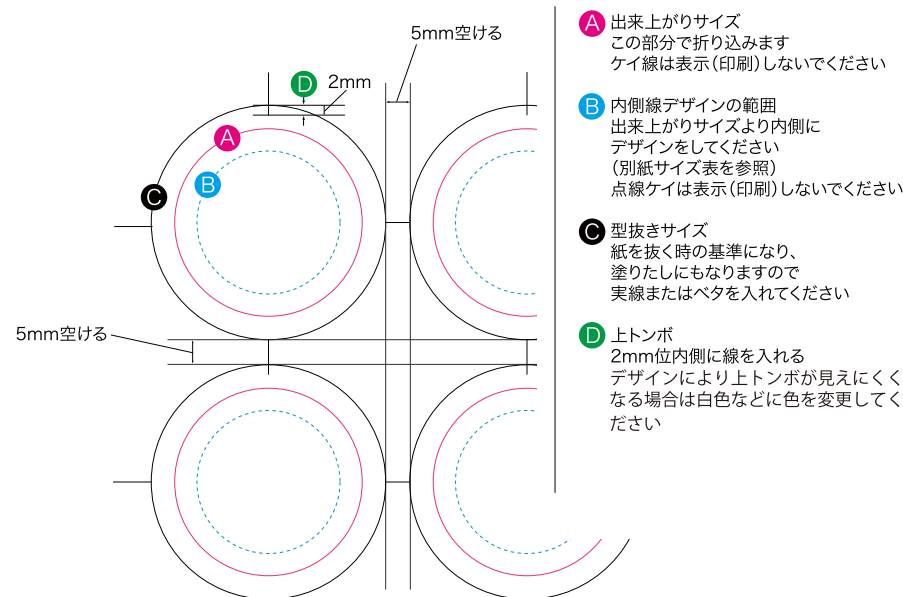 5mm空ける
D
2mm
A
B
C
5mm空ける
A 出来上がりサイズ
この部分で折り込みます
ケイ線は表示(印刷)しないでください
B 内側線デザインの範囲
出来上がりサイズより内側に
デザインをしてください
(別紙サイズ表を参照)
点線ケイは表示(印刷)しないでください
C 型抜きサイズ
紙を抜く時の基準になり、
塗りたしにもなりますので
実線またはベタを入れてください
D 上トンボ
2mm位内側に線を入れる
デザインにより上トンボが見えにくく
なる場合は白色などに色を変更してく
ださい